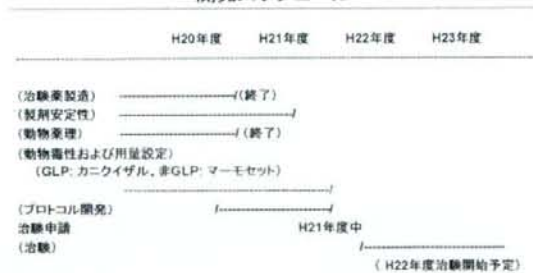 H20年度 H21年度 H22年度 H23年度
(治験薬製造) /(終了)
(製剤安定性) /
(動物薬理) /(終了)
(動物毒性および用量設定)
(GLP: カニクイザル、非GLP: マーモセット)
/
(プロトコル開発) / /
治験申請 H21年度中
(治験) /
( H22年度治験開始予定)